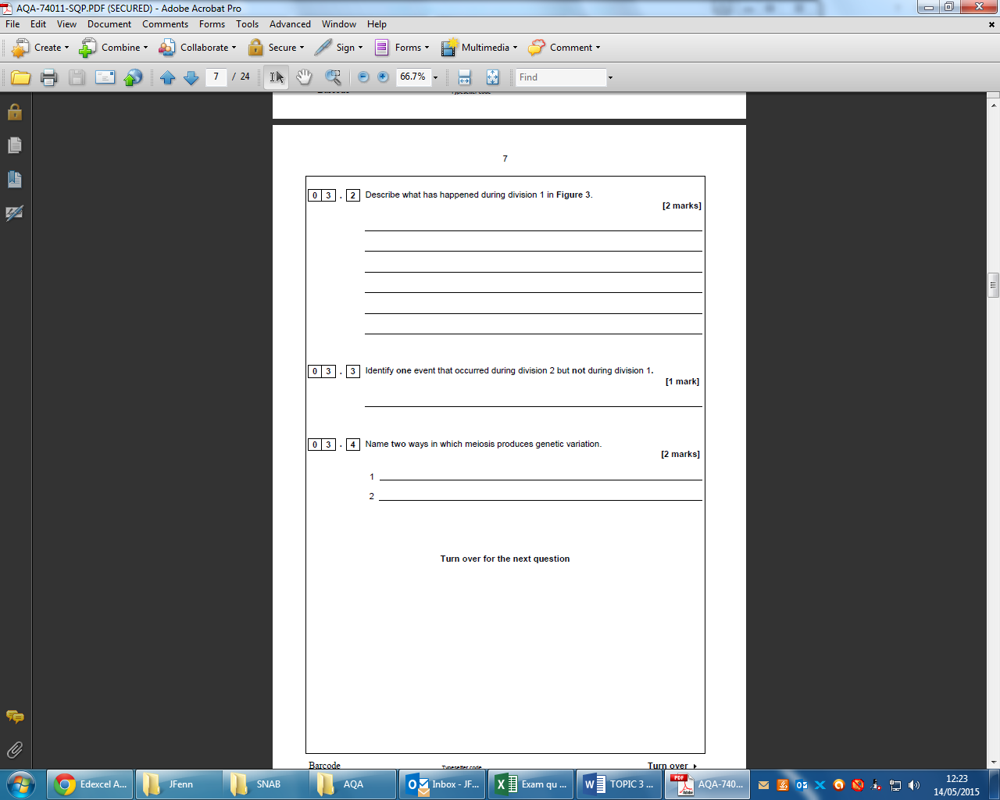 AQA-74011-SQP.PDF (SECURED) - Adobe Acrobat Pro
File Edit View Document Comments Forms Tools Advanced Window Help
Create Combine Collaborate Secure Sign Forms Multimedia Comment
7 / 24 66.7% Find
Barcode Typesetter code
7
0 3 . 2 Describe what has happened during division 1 in Figure 3.
[2 marks]
0 3 . 3 Identify one event that occurred during division 2 but not during division 1.
[1 mark]
0 3 . 4 Name two ways in which meiosis produces genetic variation.
[2 marks]
1
2
Turn over for the next question
Barcode Typesetter code Turn over
Edexcel A... JFenn SNAB AQA Inbox - JF... Exam qu ... TOPIC 3 ... AQA-740... 12:23
14/05/2015